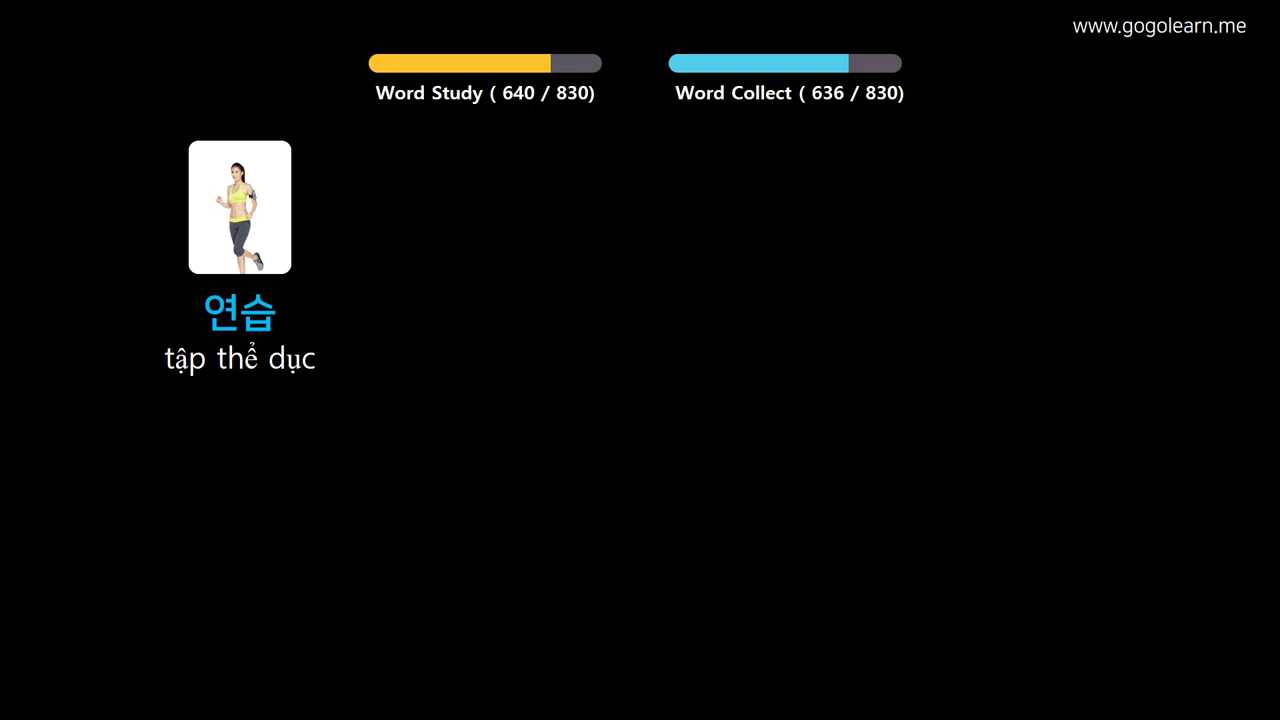 www.gogolearn.me
Word Study ( 640 / 830)
Word Collect ( 636 / 830)
연습
tập thể dục